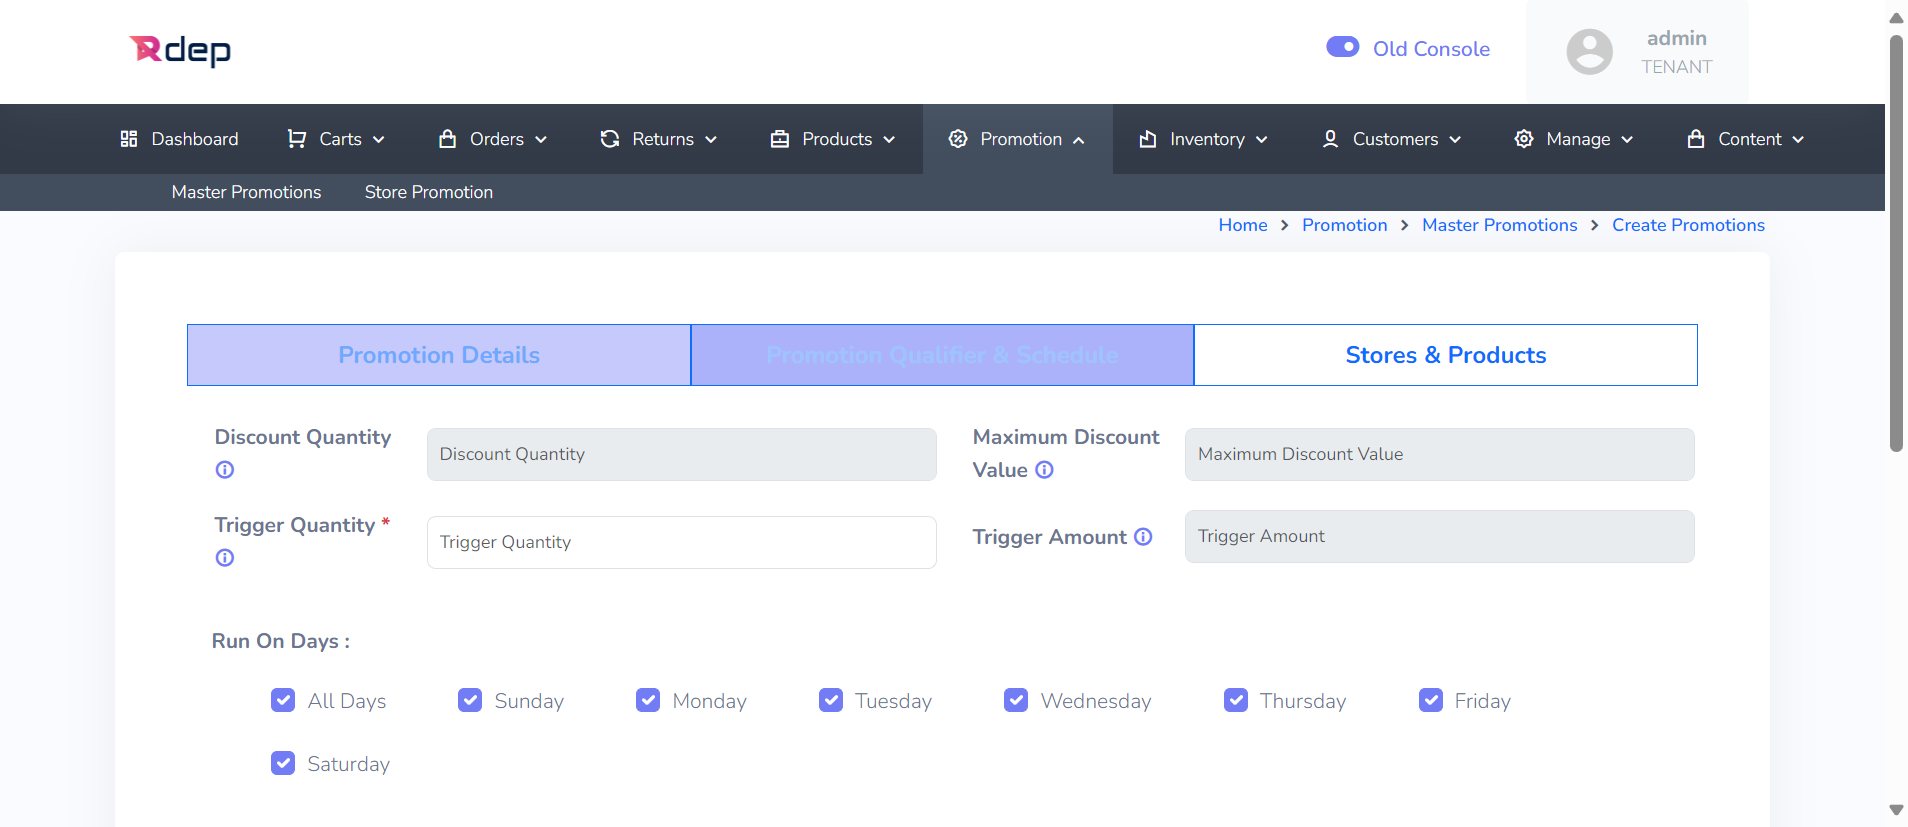 Rdep
Old Console
admin
TENANT
Dashboard Carts Orders Returns Products Promotion Inventory Customers Manage Content
Master Promotions Store Promotion
Home > Promotion > Master Promotions > Create Promotions
Promotion Details Promotion Qualifier & Schedule Stores & Products
Discount Quantity
Discount Quantity
Maximum Discount
Value
Maximum Discount Value
Trigger Quantity *
Trigger Quantity
Trigger Amount
Trigger Amount
Run On Days :
All Days Sunday Monday Tuesday Wednesday Thursday Friday
Saturday